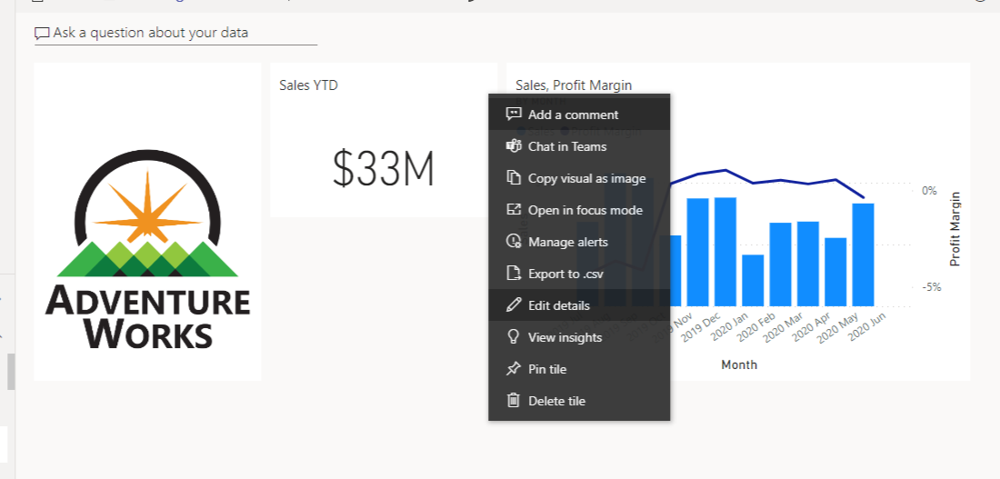 Ask a question about your data
ADVENTURE
WORKS
Sales YTD
$33M
Sales, Profit Margin
Add a comment
Chat in Teams
Copy visual as image
Open in focus mode
Manage alerts
Export to .csv
Edit details
View insights
Pin tile
Delete tile
0%
-5%
Profit Margin
Nov
2019 Dec
2020 Jan
2020 Feb
2020 Mar
2020 Apr
2020 May
2020 Jun
Month